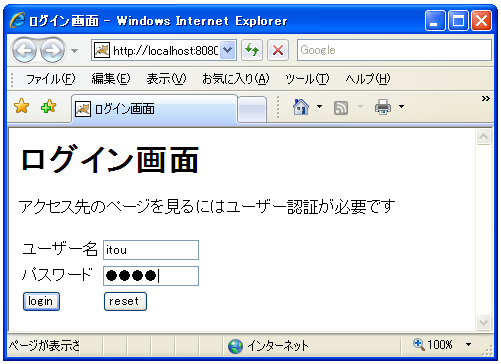 ログイン画面 - Windows Internet Explorer
http://localhost:8080
Google
ファイル(F) 編集(E) 表示(V) お気に入り(A) ツール(T) ヘルプ(H)
ログイン画面
»
ログイン画面
アクセス先のページを見るにはユーザー認証が必要です
ユーザー名 itou
パスワード ●●●●
login reset
ページが表示さ インターネット 100%